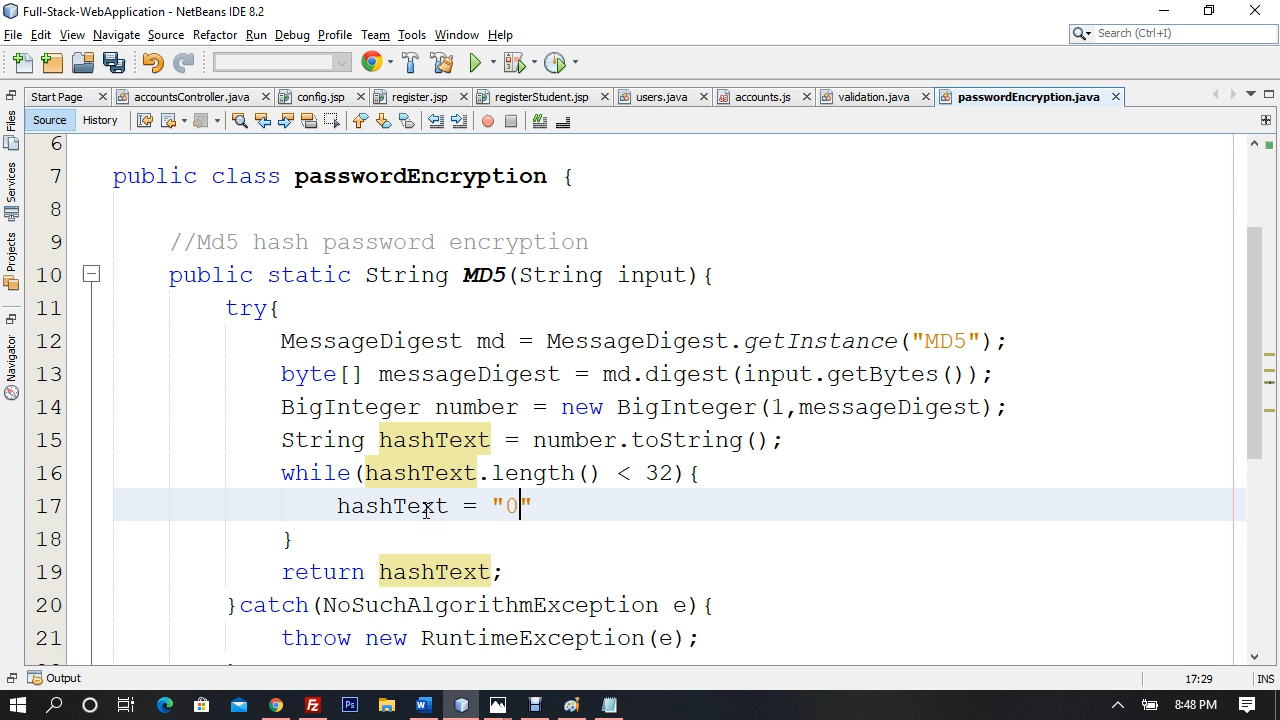 Full-Stack-WebApplication - NetBeans IDE 8.2
File Edit View Navigate Source Refactor Run Debug Profile Team Tools Window Help
Search (Ctrl+I)
Start Page accountsController.java config.jsp register.jsp registerStudent.jsp users.java accounts.js validation.java passwordEncryption.java
Source History
Files
Services
Projects
Navigator
6
7 public class passwordEncryption {
8
9 //Md5 hash password encryption
10 public static String MD5(String input){
11 try{
12 MessageDigest md = MessageDigest.getInstance("MD5");
13 byte[] messageDigest = md.digest(input.getBytes());
14 BigInteger number = new BigInteger(1,messageDigest);
15 String hashText = number.toString();
16 while(hashText.length() < 32){
17 hashText = "0"
18 }
19 return hashText;
20 }catch(NoSuchAlgorithmException e){
21 throw new RuntimeException(e);
Output
17:29 INS
8:48 PM